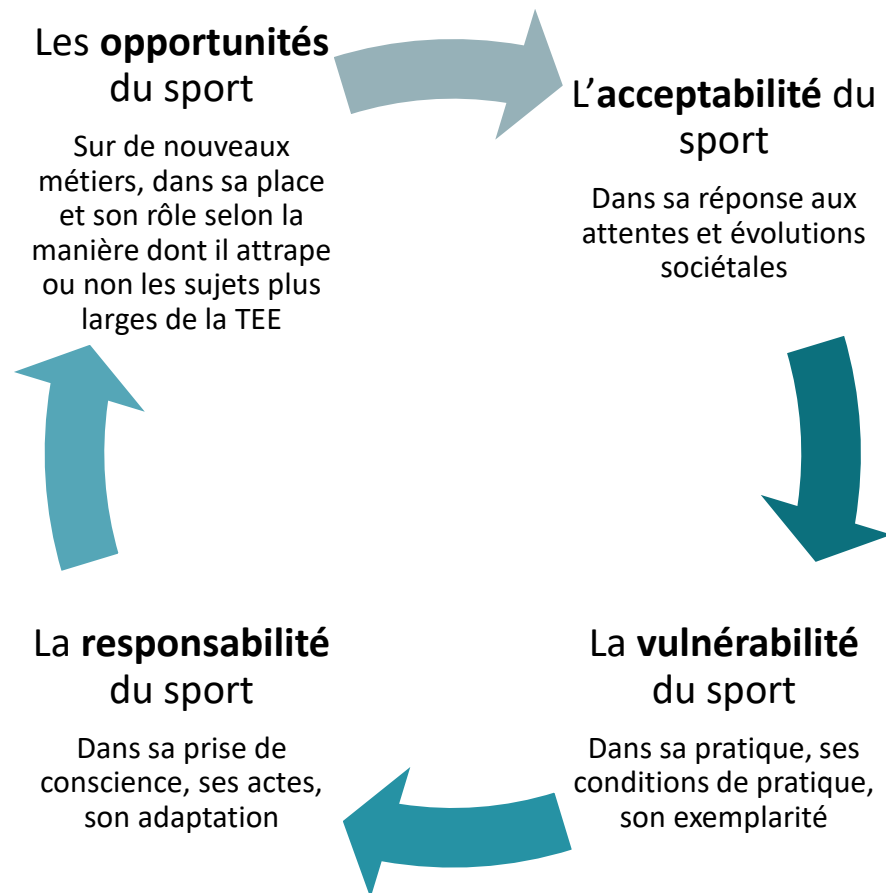 Les opportunités
du sport
Sur de nouveaux
métiers, dans sa place
et son rôle selon la
manière dont il attrape
ou non les sujets plus
larges de la TEE
L’acceptabilité du
sport
Dans sa réponse aux
attentes et évolutions
sociétales
La vulnérabilité
du sport
Dans sa pratique, ses
conditions de pratique,
son exemplarité
La responsabilité
du sport
Dans sa prise de
conscience, ses actes,
son adaptation